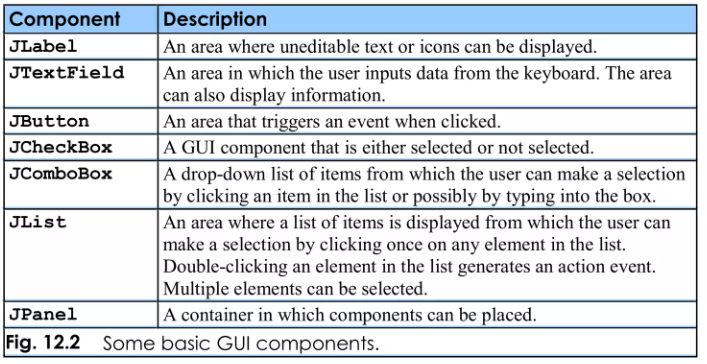 Component Description
JLabel An area where uneditable text or icons can be displayed.
JTextField An area in which the user inputs data from the keyboard. The area
can also display information.
JButton An area that triggers an event when clicked.
JCheckBox A GUI component that is either selected or not selected.
JComboBox A drop-down list of items from which the user can make a selection
by clicking an item in the list or possibly by typing into the box.
JList An area where a list of items is displayed from which the user can
make a selection by clicking once on any element in the list.
Double-clicking an element in the list generates an action event.
Multiple elements can be selected.
JPanel A container in which components can be placed.
Fig. 12.2 Some basic GUI components.